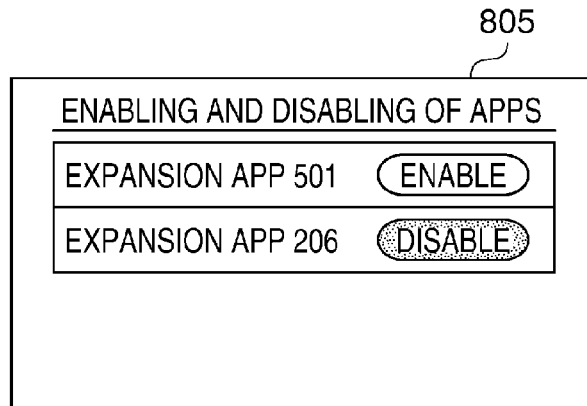 805
ENABLING AND DISABLING OF APPS
EXPANSION APP 501 ENABLE
EXPANSION APP 206 DISABLE